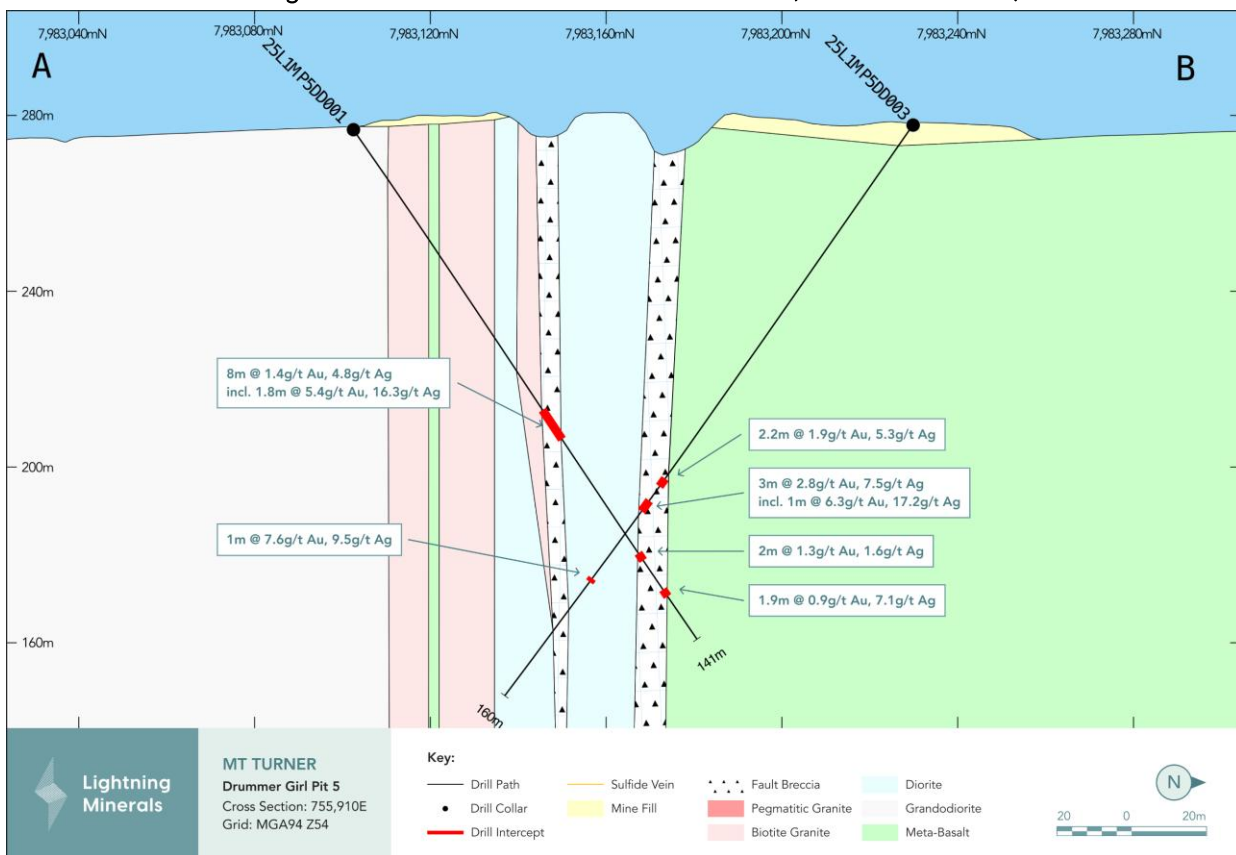 7,983,040mN
7,983,080mN
7,983,120mN
7,983,160mN
7,983,200mN
7,983,240mN
7,983,280mN
A
25L1MP5DD001
25L1MP5DD003
B
280m
240m
200m
160m
8m @ 1.4g/t Au, 4.8g/t Ag
incl. 1.8m @ 5.4g/t Au, 16.3g/t Ag
1m @ 7.6g/t Au, 9.5g/t Ag
2.2m @ 1.9g/t Au, 5.3g/t Ag
3m @ 2.8g/t Au, 7.5g/t Ag
incl. 1m @ 6.3g/t Au, 17.2g/t Ag
2m @ 1.3g/t Au, 1.6g/t Ag
1.9m @ 0.9g/t Au, 7.1g/t Ag
141m
160m
Lightning
Minerals
MT TURNER
Drummer Girl Pit 5
Cross Section: 755,910E
Grid: MGA94 Z54
Key:
Drill Path
Drill Collar
Drill Intercept
Sulfide Vein
Mine Fill
Fault Breccia
Pegmatitic Granite
Biotite Granite
Diorite
Grandodiorite
Meta-Basalt
N
20
0
20m